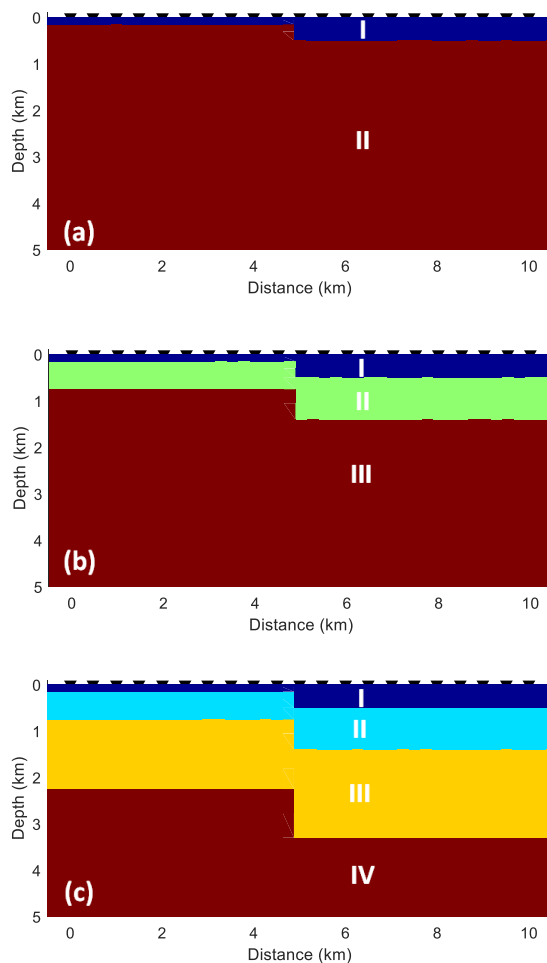 0
I
1
2
II
3
4
(a)
5
Depth (km)
0 2 4 6 8 10
Distance (km)
0
I
1
II
2
III
3
4
(b)
5
Depth (km)
0 2 4 6 8 10
Distance (km)
0
I
1
II
2
III
3
4
IV
(c)
5
Depth (km)
0 2 4 6 8 10
Distance (km)